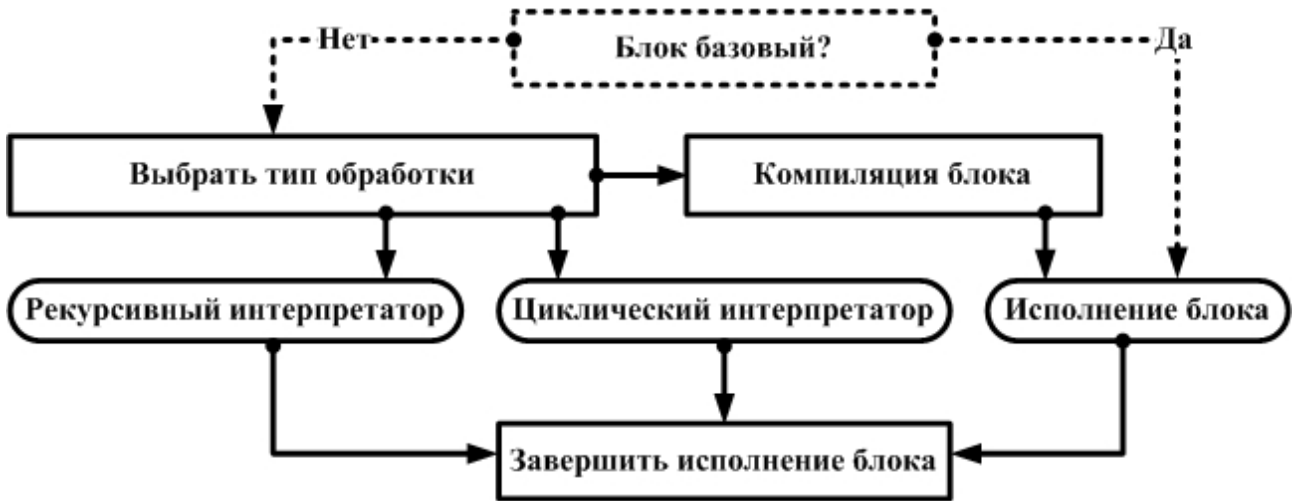 Блок базовый?
Нет
Да
Выбрать тип обработки
Компиляция блока
Рекурсивный интерпретатор
Циклический интерпретатор
Исполнение блока
Завершить исполнение блока